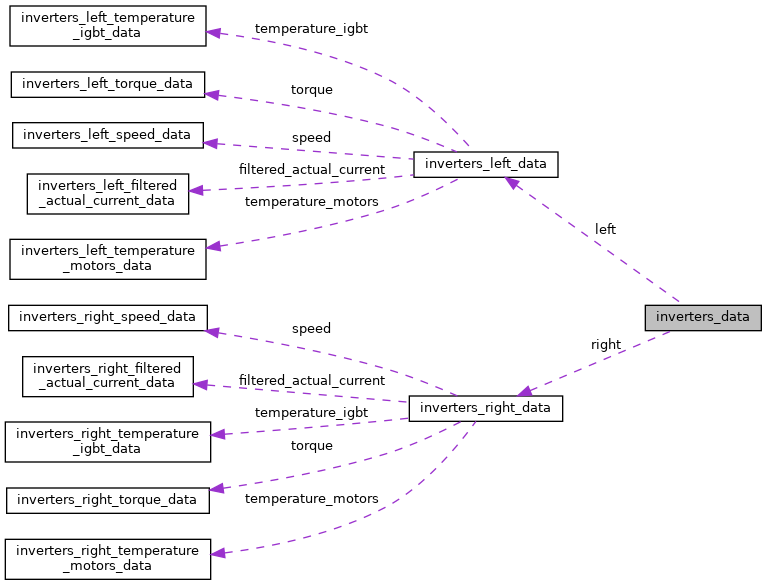 inverters_left_temperature
_igbt_data
temperature_igbt
inverters_left_torque_data
torque
inverters_left_speed_data
speed
inverters_left_data
filtered_actual_current
inverters_left_filtered
_actual_current_data
temperature_motors
inverters_left_temperature
_motors_data
left
inverters_right_speed_data
inverters_data
speed
right
inverters_right_filtered
_actual_current_data
filtered_actual_current
inverters_right_data
temperature_igbt
inverters_right_temperature
_igbt_data
torque
inverters_right_torque_data
temperature_motors
inverters_right_temperature
_motors_data